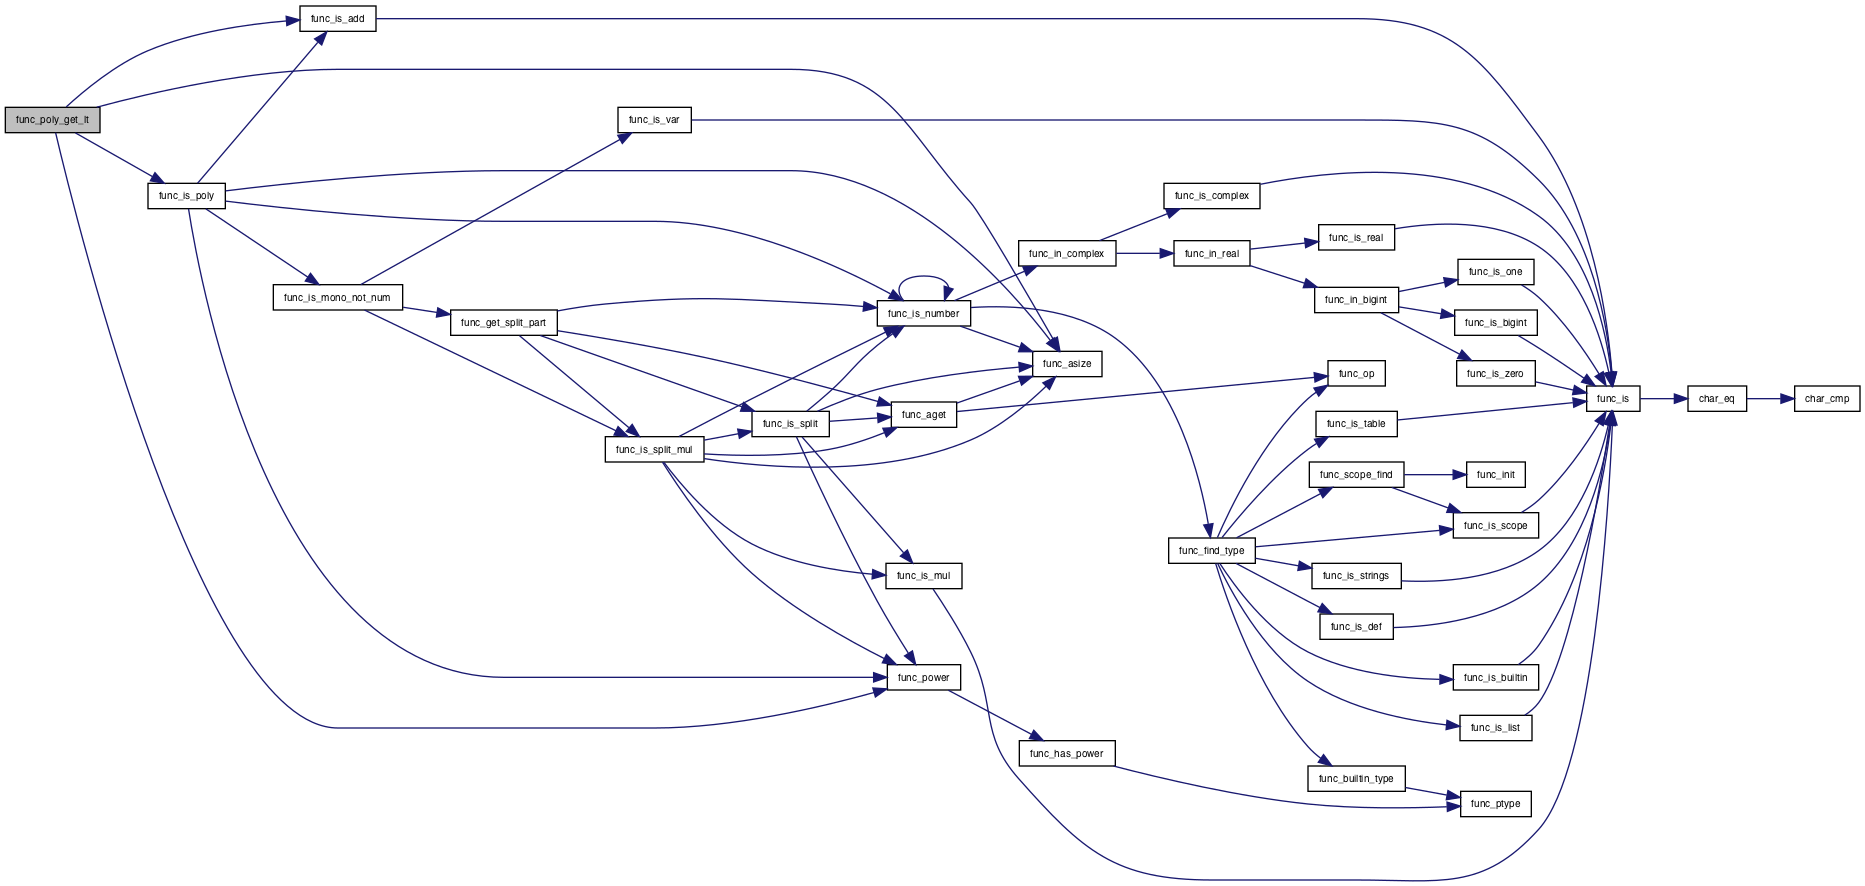 func_is_add
func_poly_get_lt
func_is_var
func_is_poly
func_is_complex
func_is_real
func_in_complex
func_in_real
func_is_one
func_is_mono_not_num
func_in_bigint
func_is_number
func_get_split_part
func_is_bigint
func_asize
func_op
func_is_zero
func_is
char_eq
char_cmp
func_aget
func_is_split
func_is_table
func_is_split_mul
func_scope_find
func_init
func_is_scope
func_find_type
func_is_mul
func_is_strings
func_is_def
func_power
func_is_builtin
func_is_list
func_has_power
func_builtin_type
func_ptype